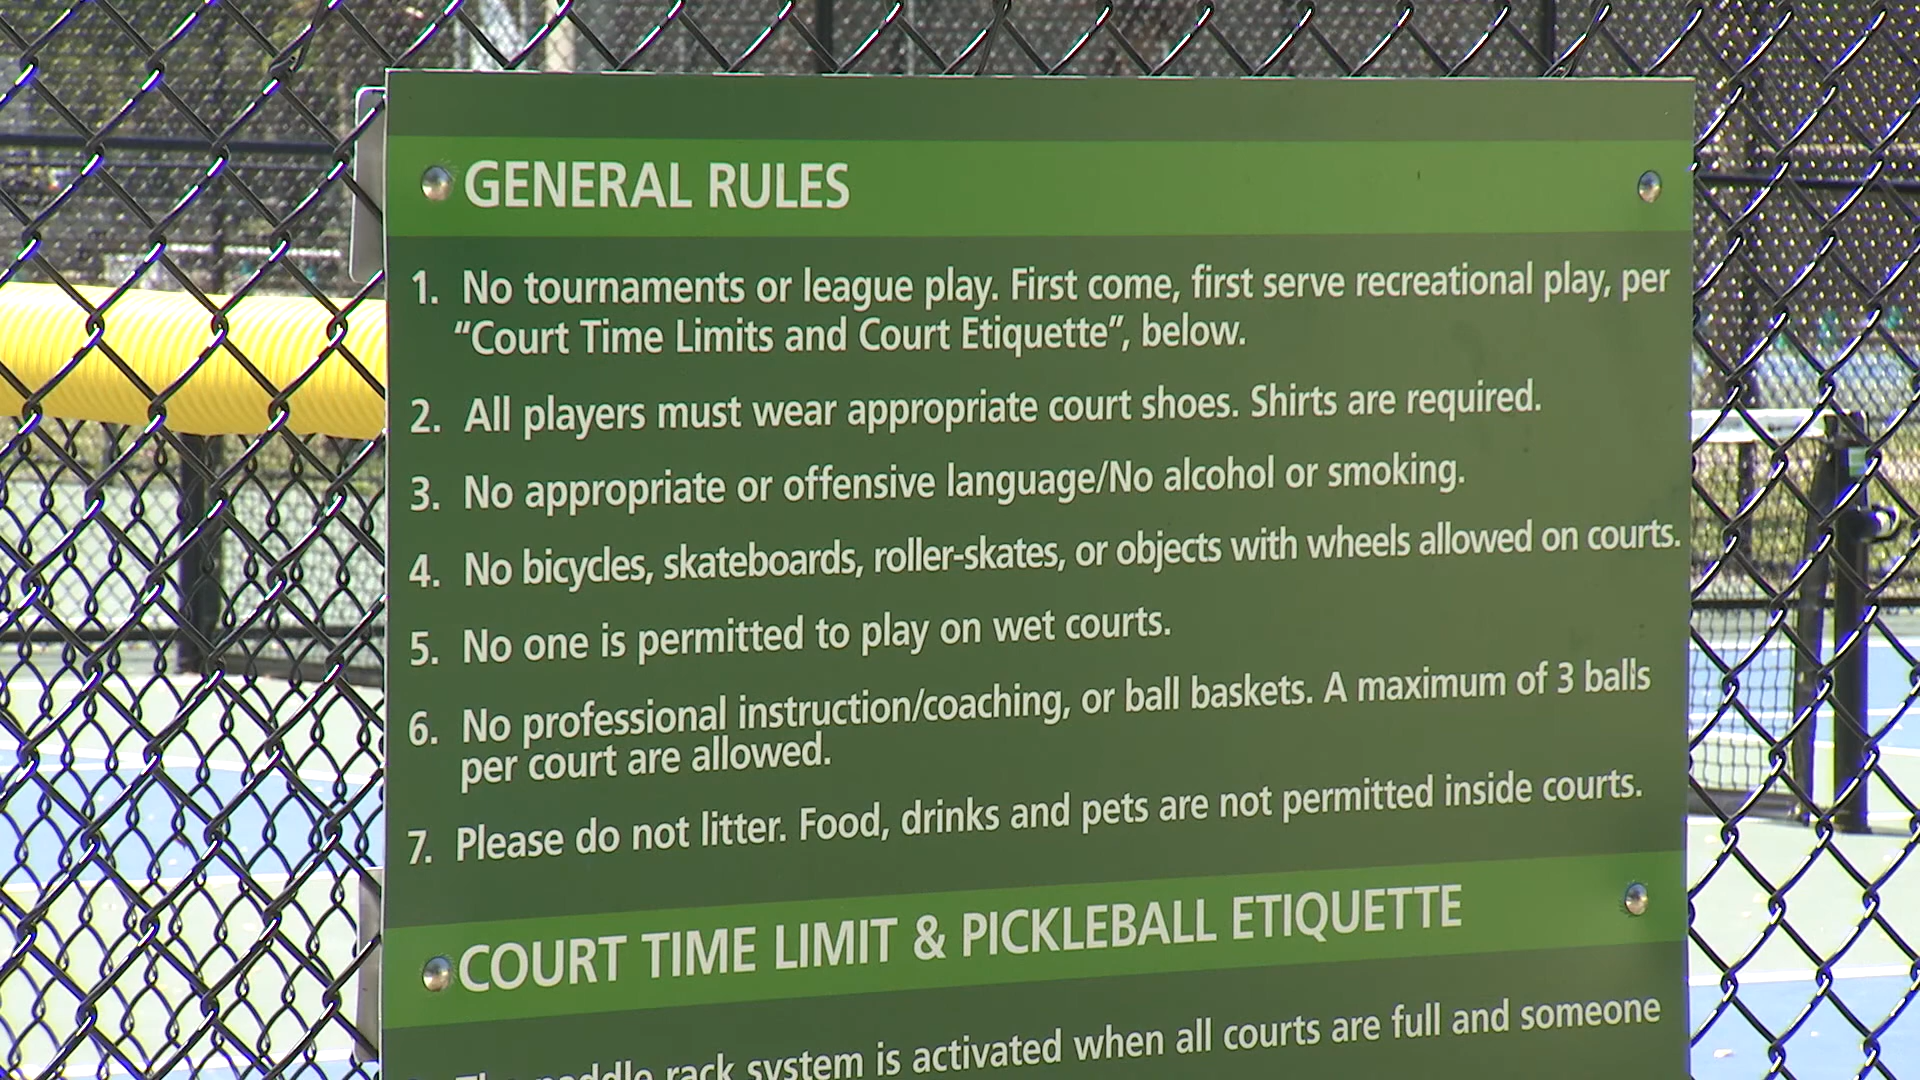 GENERAL RULES
1. No tournaments or league play. First come, first serve recreational play, per
“Court Time Limits and Court Etiquette”, below.
2. All players must wear appropriate court shoes. Shirts are required.
3. No appropriate or offensive language/No alcohol or smoking.
4. No bicycles, skateboards, roller-skates, or objects with wheels allowed on courts.
5. No one is permitted to play on wet courts.
6. No professional instruction/coaching, or ball baskets. A maximum of 3 balls
per court are allowed.
7. Please do not litter. Food, drinks and pets are not permitted inside courts.
COURT TIME LIMIT & PICKLEBALL ETIQUETTE
The paddle rack system is activated when all courts are full and someone